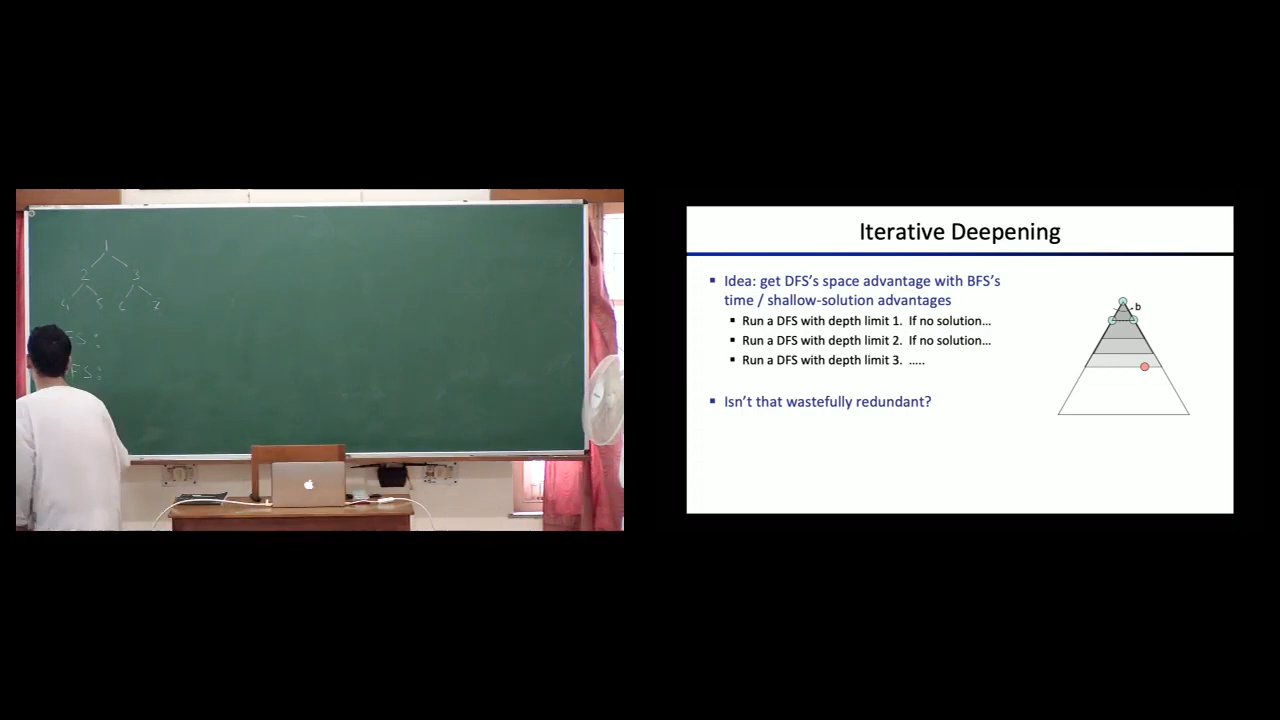 1
2 3
4 5 6 7
FS:
FS:
Iterative Deepening
▪ Idea: get DFS's space advantage with BFS's
time / shallow-solution advantages
▪ Run a DFS with depth limit 1. If no solution…
▪ Run a DFS with depth limit 2. If no solution…
▪ Run a DFS with depth limit 3. …..
▪ Isn't that wastefully redundant?
b